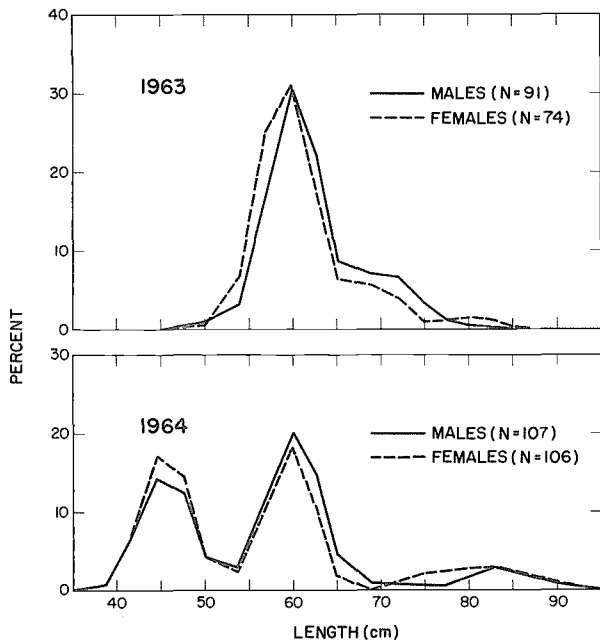 40
1963
MALES (N=91)
FEMALES (N=74)
30
20
10
0
PERCENT
30
1964
MALES (N=107)
FEMALES (N=106)
20
10
0
40 50 60 70 80 90
LENGTH (cm)